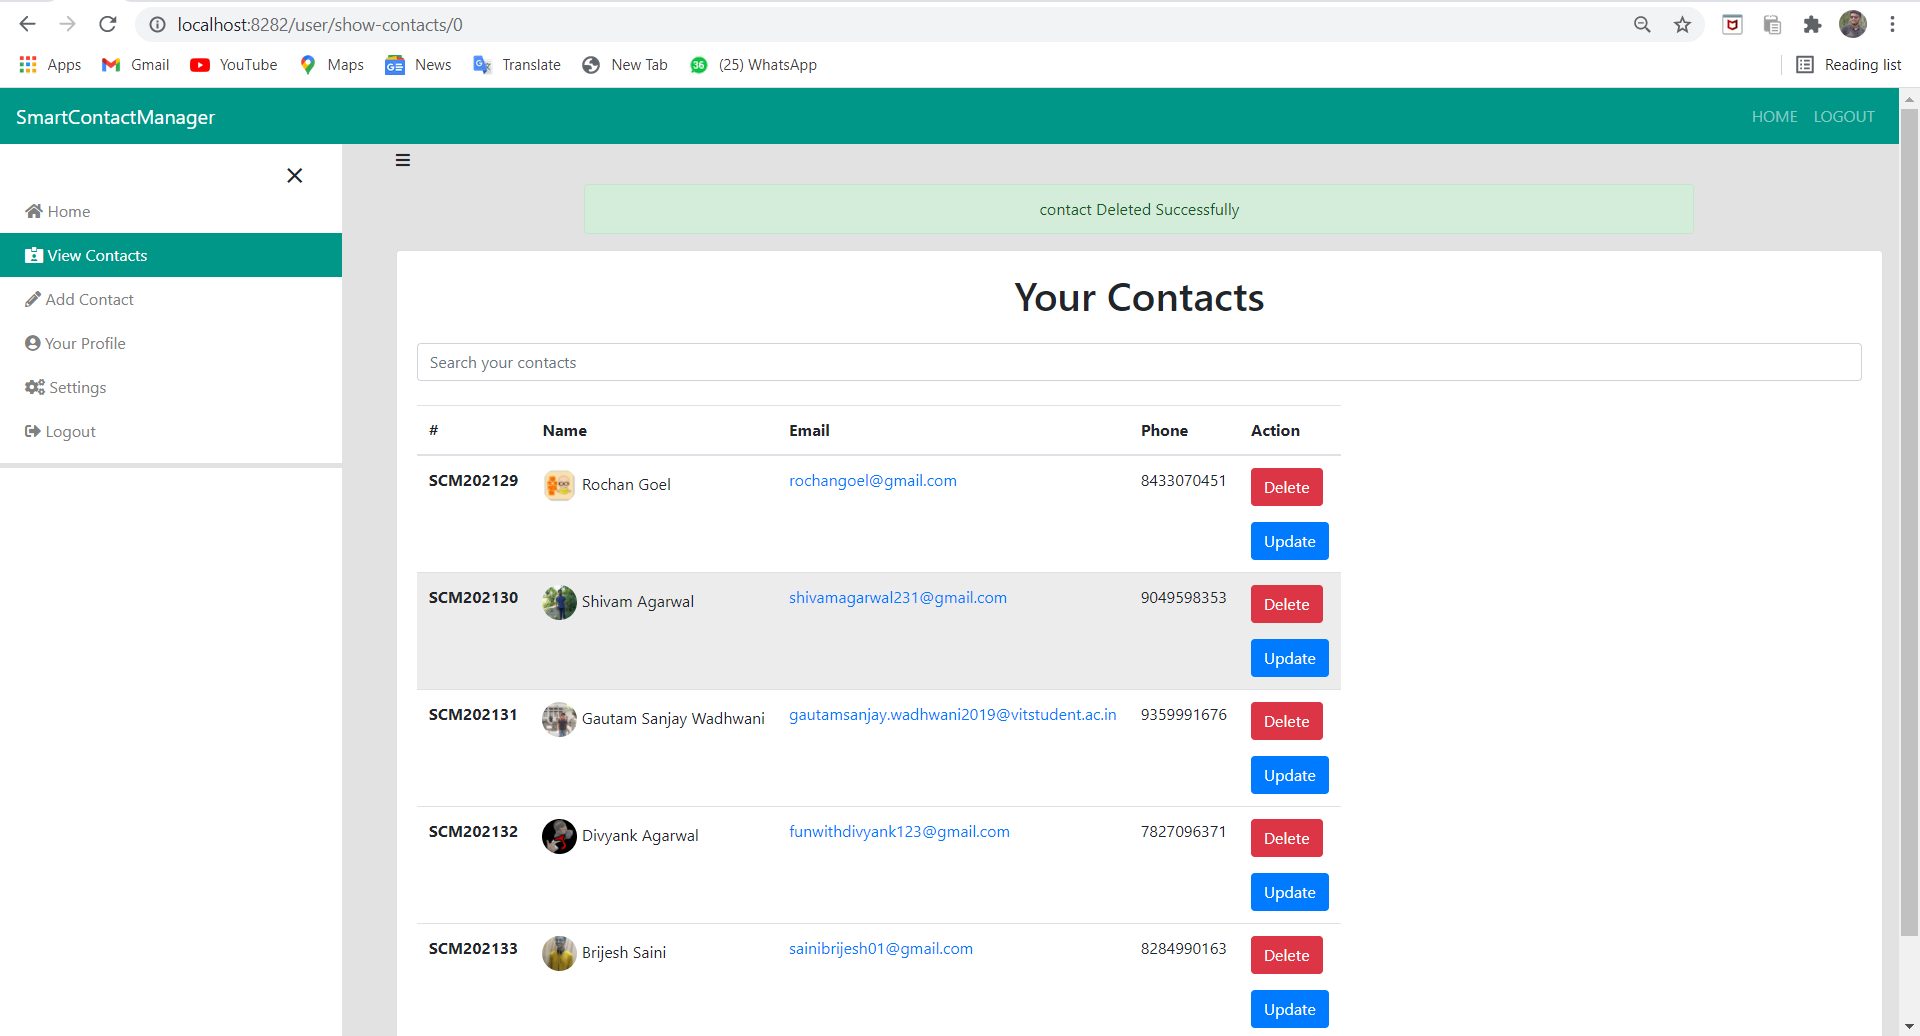 localhost:8282/user/show-contacts/0
Apps Gmail YouTube Maps News Translate New Tab 36 (25) WhatsApp Reading list
SmartContactManager HOME LOGOUT
Home
View Contacts
Add Contact
Your Profile
Settings
Logout
contact Deleted Successfully
Your Contacts
Search your contacts
# Name Email Phone Action
SCM202129 Rochan Goel rochangoel@gmail.com 8433070451 Delete
Update
SCM202130 Shivam Agarwal shivamagarwal231@gmail.com 9049598353 Delete
Update
SCM202131 Gautam Sanjay Wadhwani gautamsanjay.wadhwani2019@vitstudent.ac.in 9359991676 Delete
Update
SCM202132 Divyank Agarwal funwithdivyank123@gmail.com 7827096371 Delete
Update
SCM202133 Brijesh Saini sainibrijesh01@gmail.com 8284990163 Delete
Update